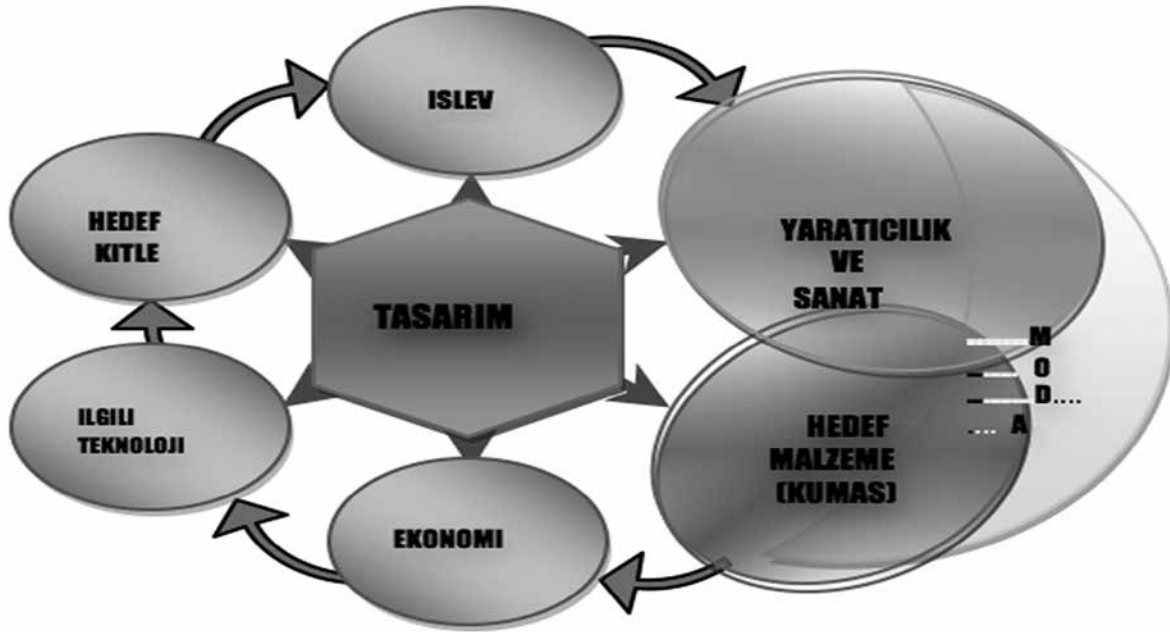 ISLEV
HEDEF
KITLE
YARATICILIK
VE
SANAT
TASARIM
ILGILI
TEKNOLOJI
EKONOMI
HEDEF
MALZEME
(KUMAS)
M
O
D....
.... A